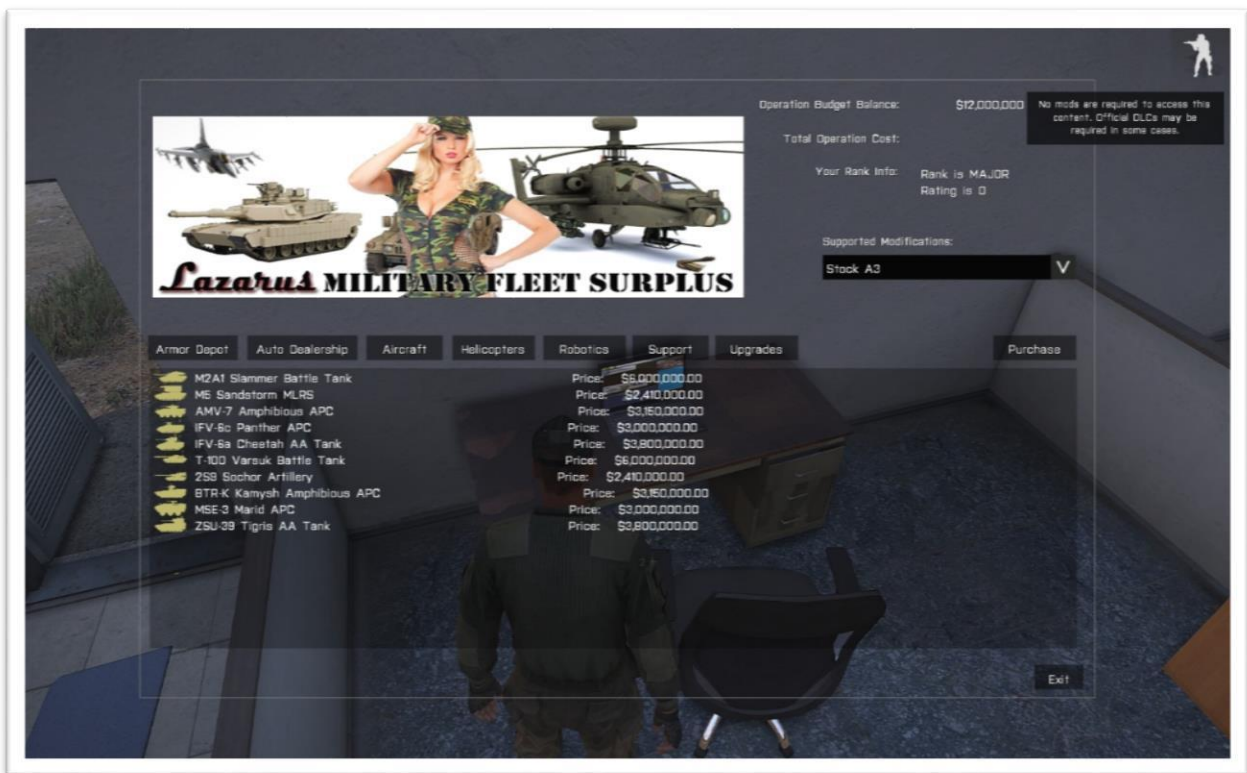 Operation Budget Balance: $12,000,000
No mods are required to access this
content. Official DLCs may be
required in some cases.
Total Operation Cost:
Your Rank Info: Rank is MAJOR
Rating is 0
Supported Modifications:
Stock A3 V
Lazarus MILITARY FLEET SURPLUS
Armor Depot Auto Dealership Aircraft Helicopters Robotics Support Upgrades Purchase
M2A1 Slammer Battle Tank Price: $6,000,000.00
M5 Sandstorm MLRS Price: $2,410,000.00
AMV-7 Amphibious APC Price: $3,150,000.00
IFV-6c Panther APC Price: $3,000,000.00
IFV-6a Cheetah AA Tank Price: $3,800,000.00
T-100 Varsuk Battle Tank Price: $6,000,000.00
2S9 Sochor Artillery Price: $2,410,000.00
BTR-K Kamysh Amphibious APC Price: $3,150,000.00
MSE-3 Marid APC Price: $3,000,000.00
ZSU-39 Tigris AA Tank Price: $3,800,000.00
Exit